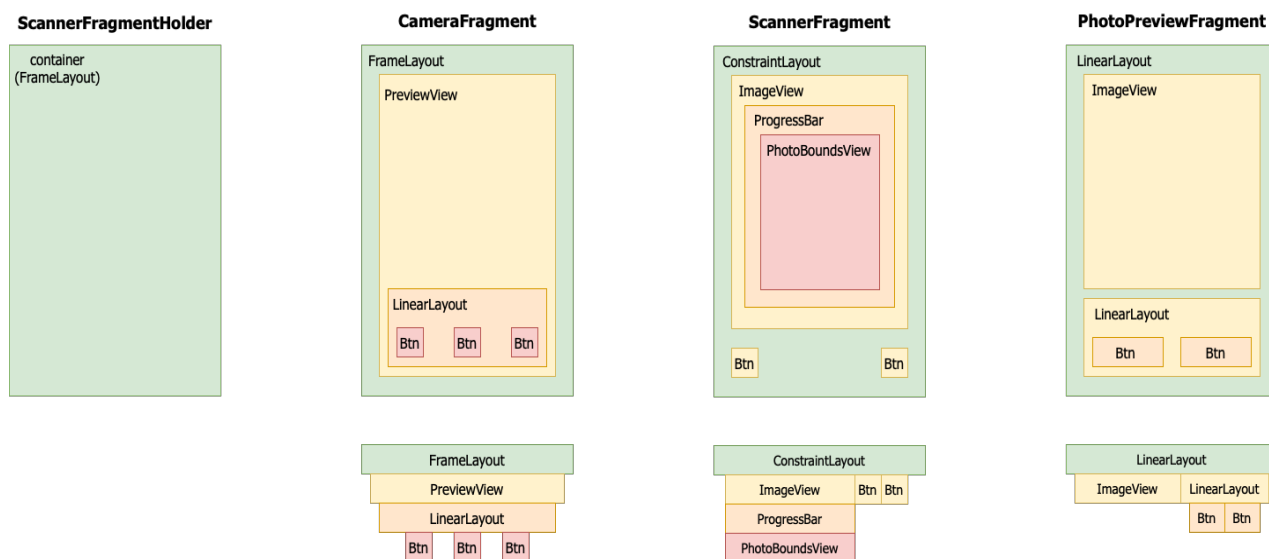 ScannerFragmentHolder
container
(FrameLayout)
CameraFragment
FrameLayout
PreviewView
LinearLayout
Btn Btn Btn
FrameLayout
PreviewView
LinearLayout
Btn Btn Btn
ScannerFragment
ConstraintLayout
ImageView
ProgressBar
PhotoBoundsView
Btn Btn
ConstraintLayout
ImageView Btn Btn
ProgressBar
PhotoBoundsView
PhotoPreviewFragment
LinearLayout
ImageView
LinearLayout
Btn Btn
LinearLayout
ImageView LinearLayout
Btn Btn